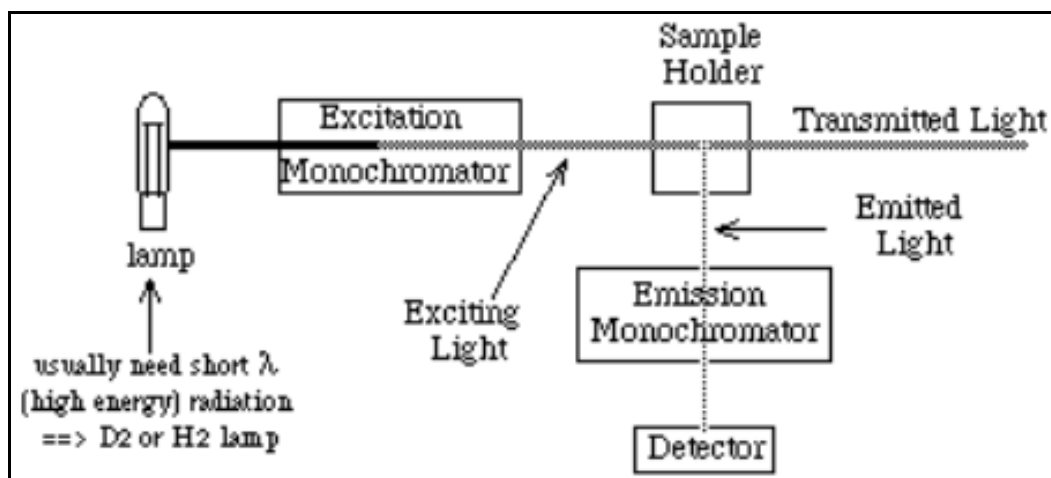 Sample
Holder
Excitation
Monochromator
Transmitted Light
lamp
Exciting
Light
Emitted
Light
Emission
Monochromator
Detector
usually need short λ
(high energy) radiation
==> D2 or H2 lamp